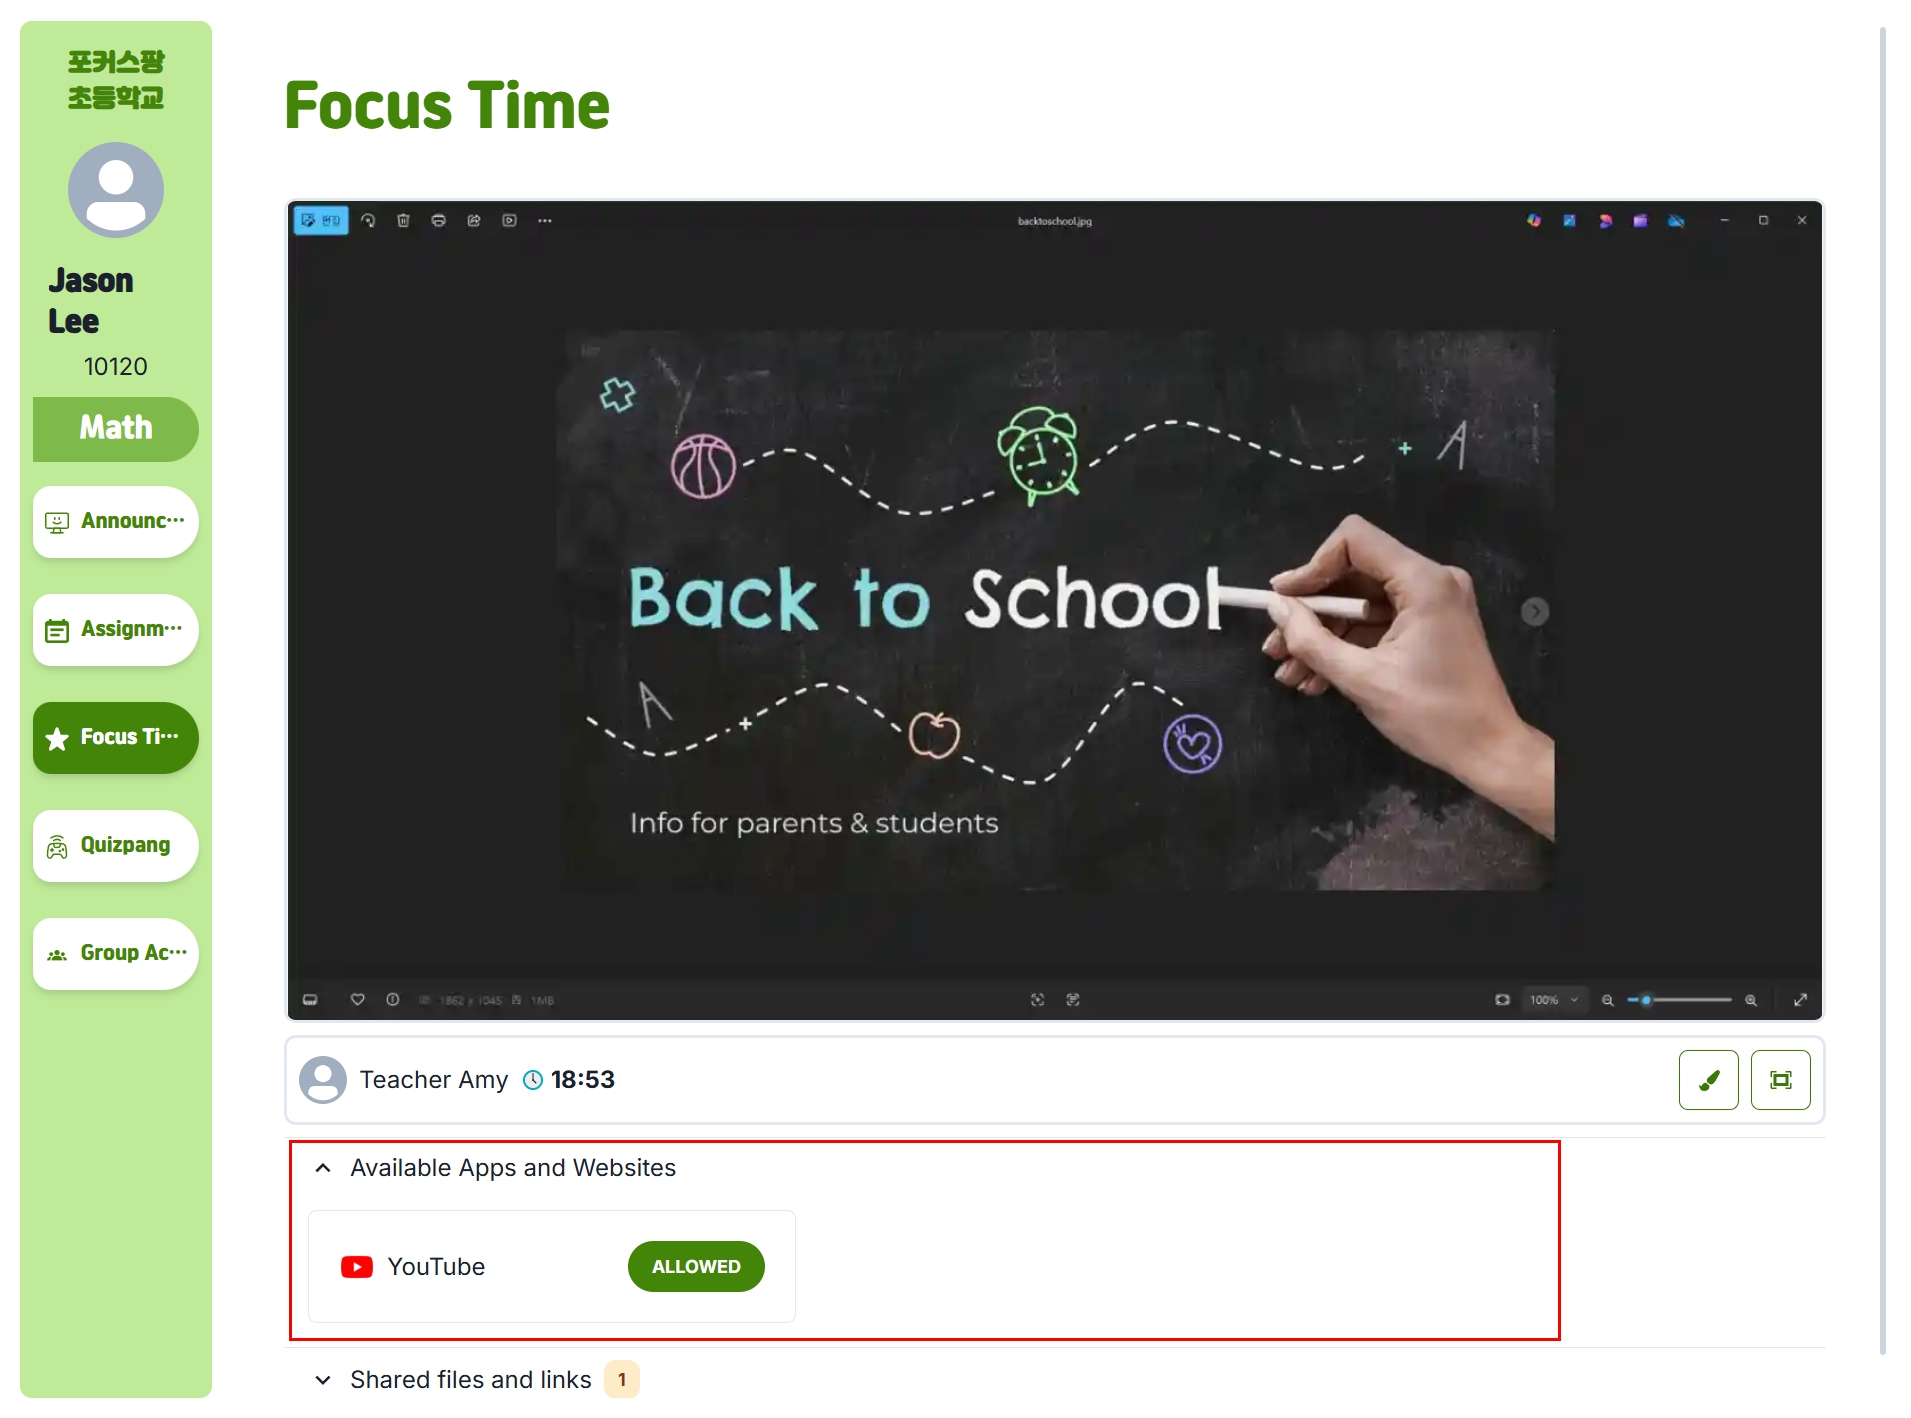 포커스팡
초등학교
Jason
Lee
10120
Math
Announc···
Assignm···
Focus Ti···
Quizpang
Group Ac···
Focus Time
편집
backtoschool.jpg
A
Back to School
A
Info for parents & students
1862 x 1045
1MB
100%
Teacher Amy 18:53
Available Apps and Websites
YouTube
ALLOWED
Shared files and links 1